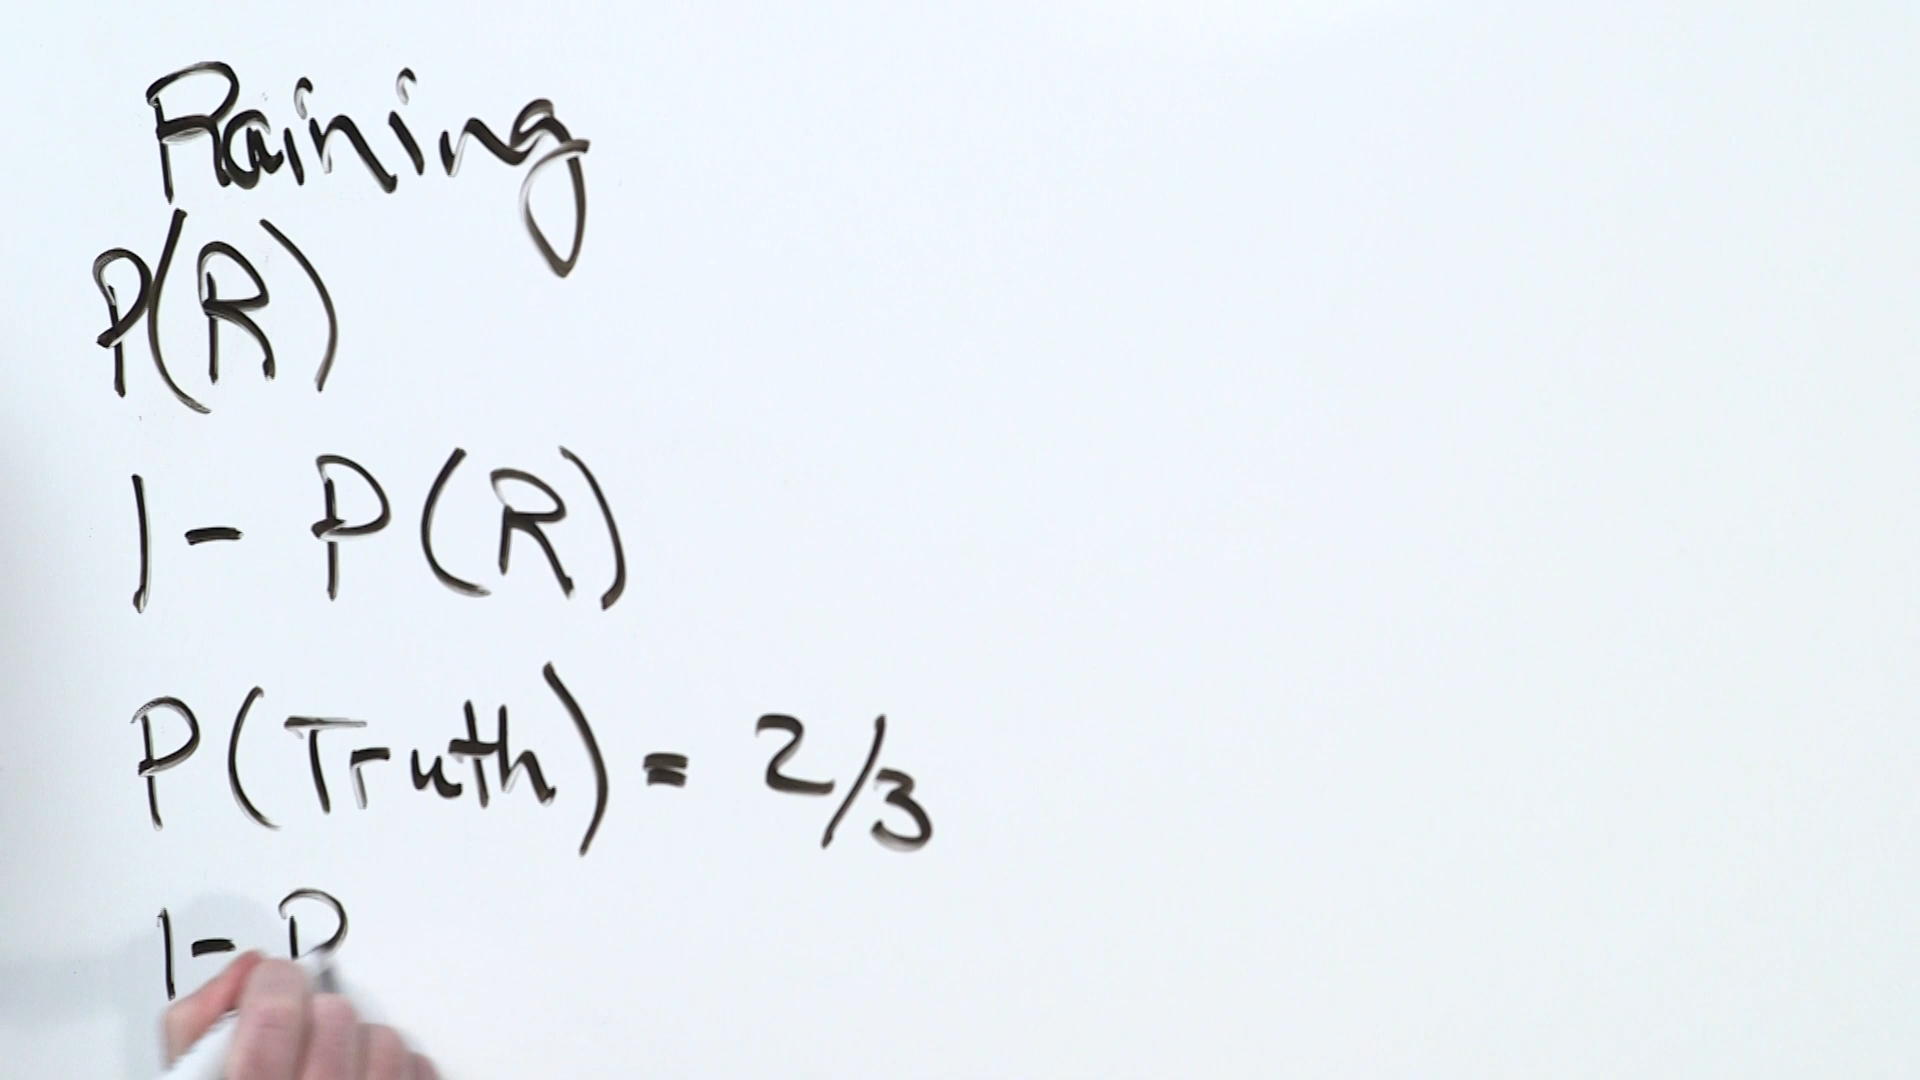 Raining
P(R)
1 - P(R)
P(Truth) = 2/3
1 - P